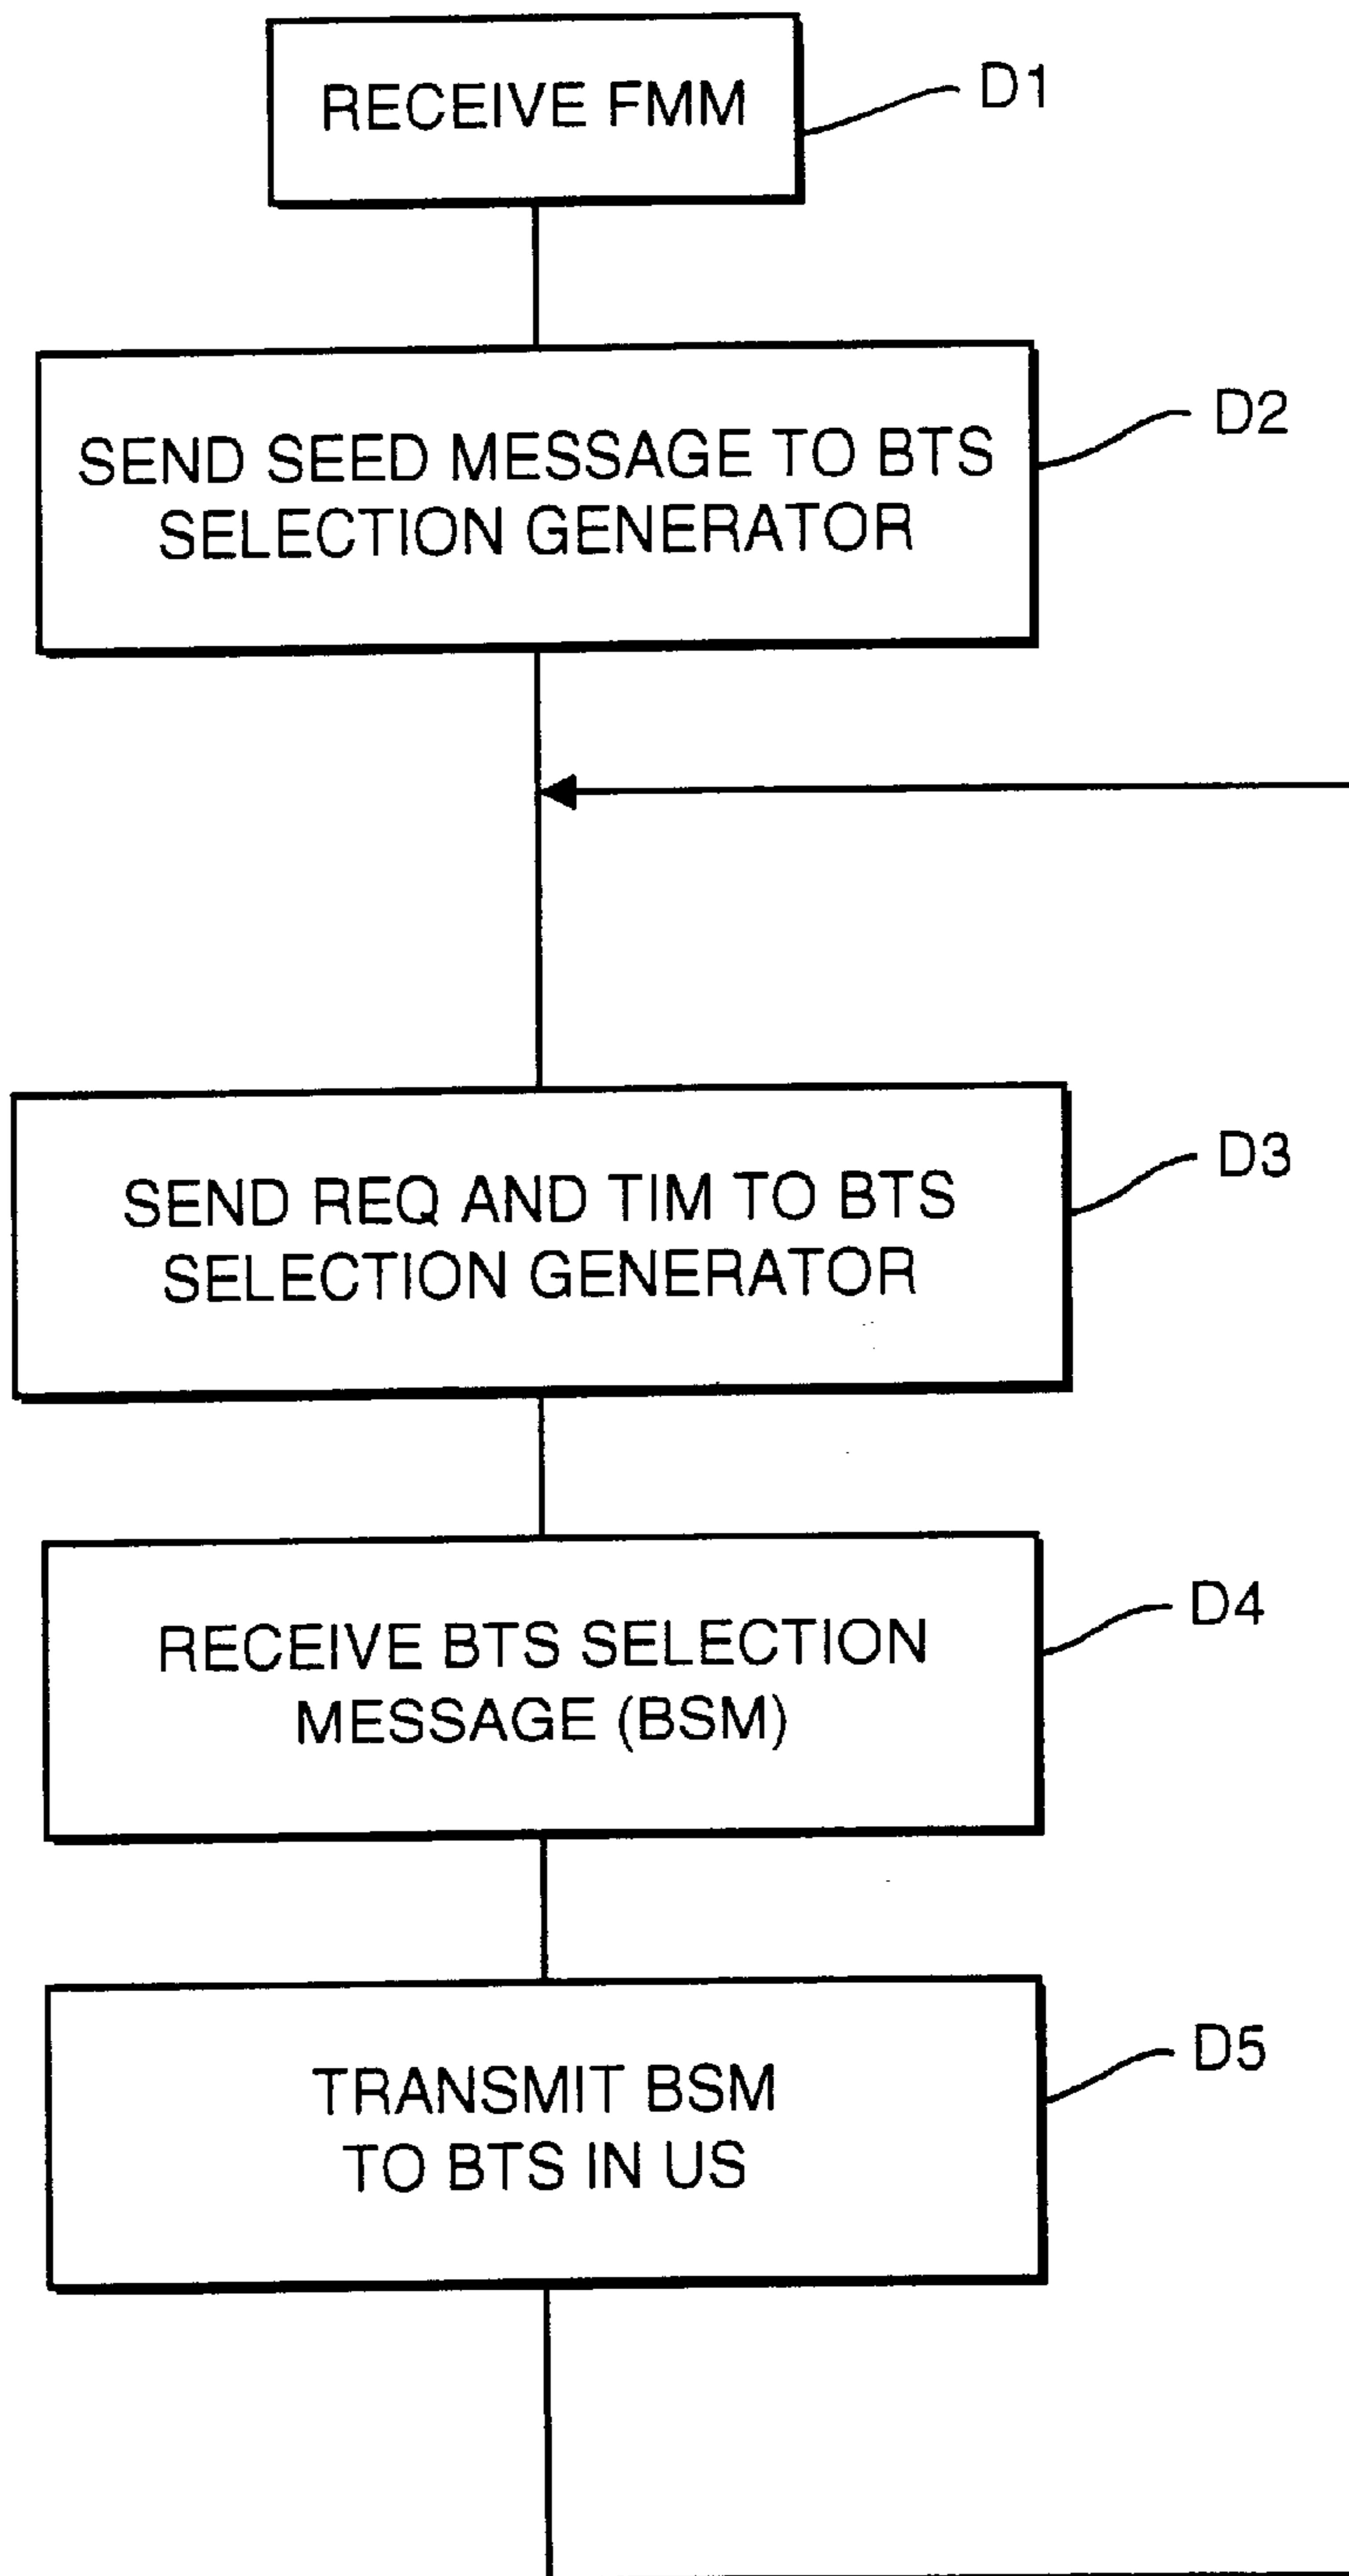 RECEIVE FMM
D1
SEND SEED MESSAGE TO BTS
SELECTION GENERATOR
D2
SEND REQ AND TIM TO BTS
SELECTION GENERATOR
D3
RECEIVE BTS SELECTION
MESSAGE (BSM)
D4
TRANSMIT BSM
TO BTS IN US
D5